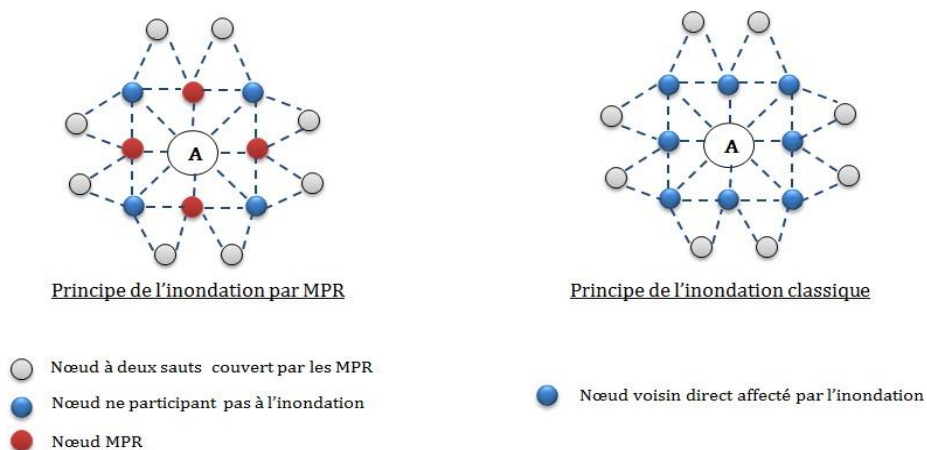 A
A
Principe de l'inondation par MPR
Principe de l'inondation classique
Nœud à deux sauts couvert par les MPR
Nœud ne participant pas à l'inondation
Nœud MPR
Nœud voisin direct affecté par l'inondation